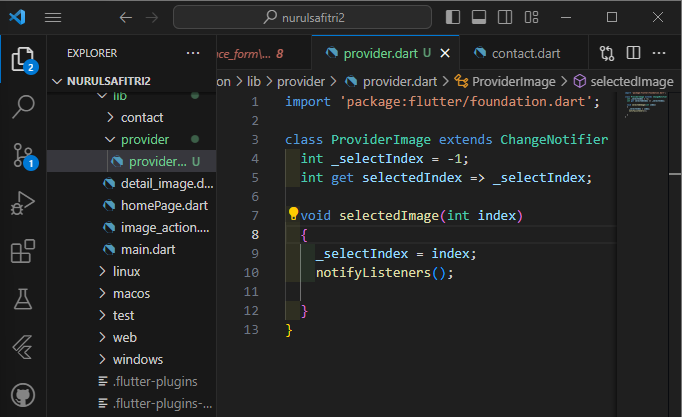 nurulsafitri2
EXPLORER
nce_form\... 8
provider.dart U
contact.dart
NURULSAFITRI2
on > lib > provider > provider.dart > ProviderImage > selectedImage
lib
contact
provider
provider... U
detail_image.d...
homePage.dart
image_action....
main.dart
linux
macos
test
web
windows
.flutter-plugins
.flutter-plugins-...
2
1
1 import 'package:flutter/foundation.dart';
2
3 class ProviderImage extends ChangeNotifier
4 int _selectIndex = -1;
5 int get selectedIndex => _selectIndex;
6
7 void selectedImage(int index)
8 {
9 _selectIndex = index;
10 notifyListeners();
11
12 }
13 }